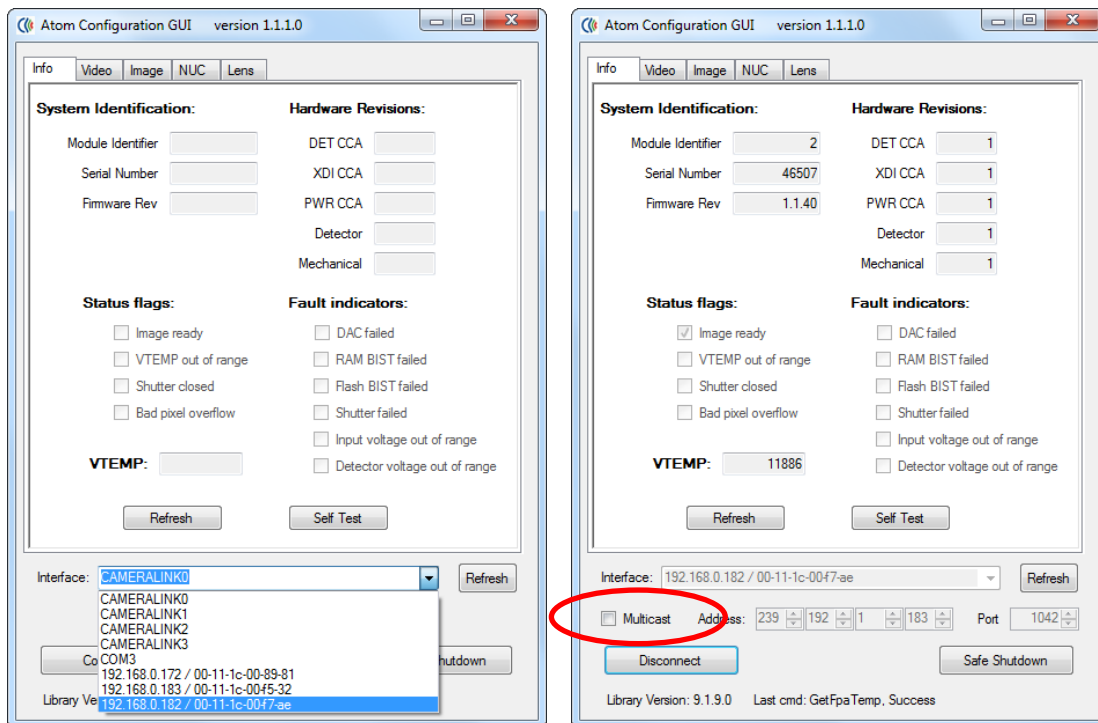 Atom Configuration GUI version 1.1.1.0
Info Video Image NUC Lens
System Identification: Hardware Revisions:
Module Identifier DET CCA
Serial Number XDI CCA
Firmware Rev PWR CCA
Detector
Mechanical
Status flags: Fault indicators:
Image ready DAC failed
VTEMP out of range RAM BIST failed
Shutter closed Flash BIST failed
Bad pixel overflow Shutter failed
Input voltage out of range
VTEMP: Detector voltage out of range
Refresh Self Test
Interface: CAMERALINK0 Refresh
CAMERALINK0
CAMERALINK1
CAMERALINK2
CAMERALINK3
COM3
Co 192.168.0.172 / 00-11-1c-00-89-81 hutdown
192.168.0.183 / 00-11-1c-00-f5-32
Library Ve 192.168.0.182 / 00-11-1c-00-f7-ae
Atom Configuration GUI version 1.1.1.0
Info Video Image NUC Lens
System Identification: Hardware Revisions:
Module Identifier 2 DET CCA 1
Serial Number 46507 XDI CCA 1
Firmware Rev 1.1.40 PWR CCA 1
Detector 1
Mechanical 1
Status flags: Fault indicators:
Image ready DAC failed
VTEMP out of range RAM BIST failed
Shutter closed Flash BIST failed
Bad pixel overflow Shutter failed
Input voltage out of range
VTEMP: 11886 Detector voltage out of range
Refresh Self Test
Interface: 192.168.0.182 / 00-11-1c-00-f7-ae Refresh
Multicast Address: 239 192 1 183 Port 1042
Disconnect Safe Shutdown
Library Version: 9.1.9.0 Last cmd: GetFpaTemp, Success